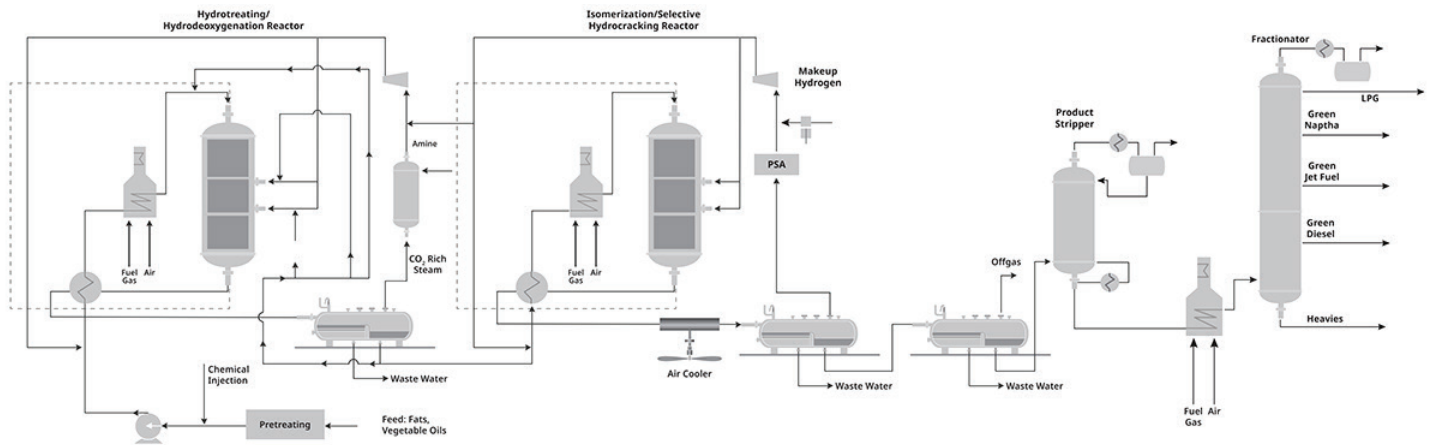 Hydrotreating/
Hydrodeoxygenation Reactor
Isomerization/Selective
Hydrocracking Reactor
Fractionator
Makeup
Hydrogen
LPG
Product
Stripper
Green
Naptha
Amine
PSA
Green
Jet Fuel
Green
Diesel
CO2 Rich
Steam
Fuel
Gas
Air
Fuel
Gas
Air
Offgas
Heavies
Waste Water
Air Cooler
Waste Water
Waste Water
Chemical
Injection
Fuel
Gas
Air
Pretreating
Feed: Fats,
Vegetable Oils